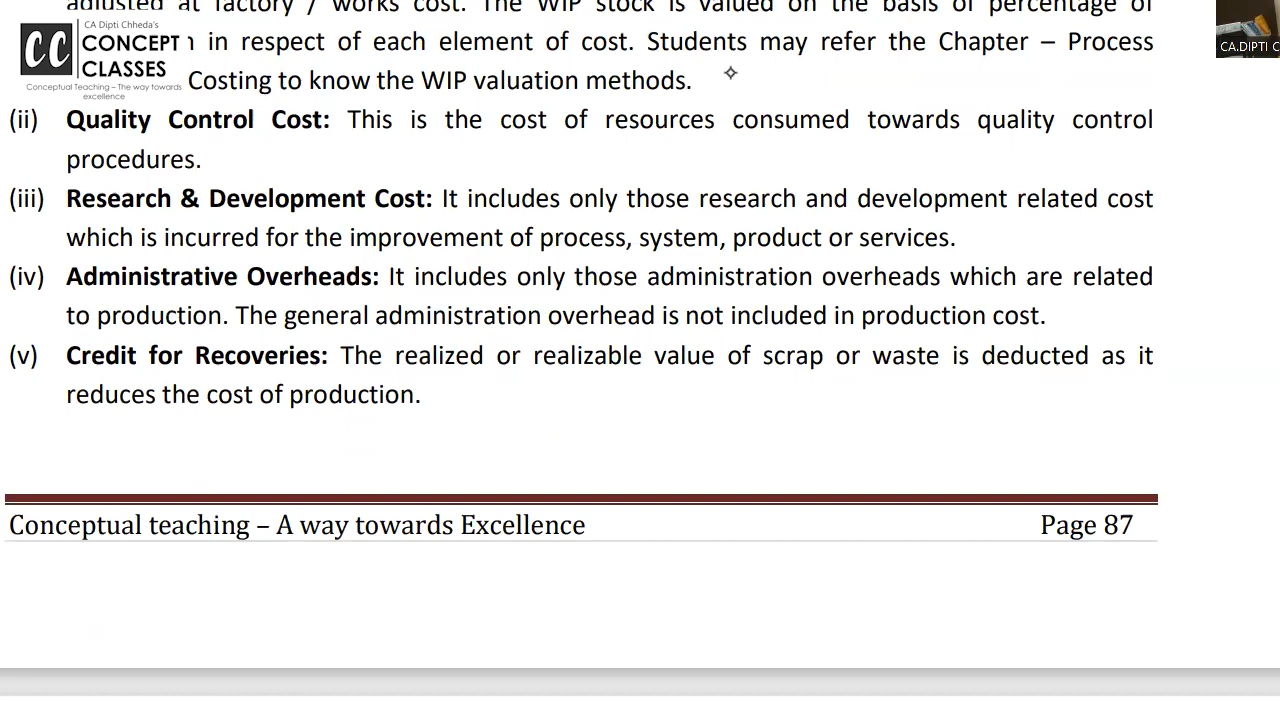 adjusted at factory / works cost. The WIP stock is valued on the basis of percentage of
CA Dipti Chheda's
CC CONCEPT
CLASSES
Conceptual Teaching – The way towards
excellence
in respect of each element of cost. Students may refer the Chapter – Process
Costing to know the WIP valuation methods.
CA.DIPTI C
(ii) Quality Control Cost: This is the cost of resources consumed towards quality control
procedures.
(iii) Research & Development Cost: It includes only those research and development related cost
which is incurred for the improvement of process, system, product or services.
(iv) Administrative Overheads: It includes only those administration overheads which are related
to production. The general administration overhead is not included in production cost.
(v) Credit for Recoveries: The realized or realizable value of scrap or waste is deducted as it
reduces the cost of production.
Conceptual teaching – A way towards Excellence Page 87